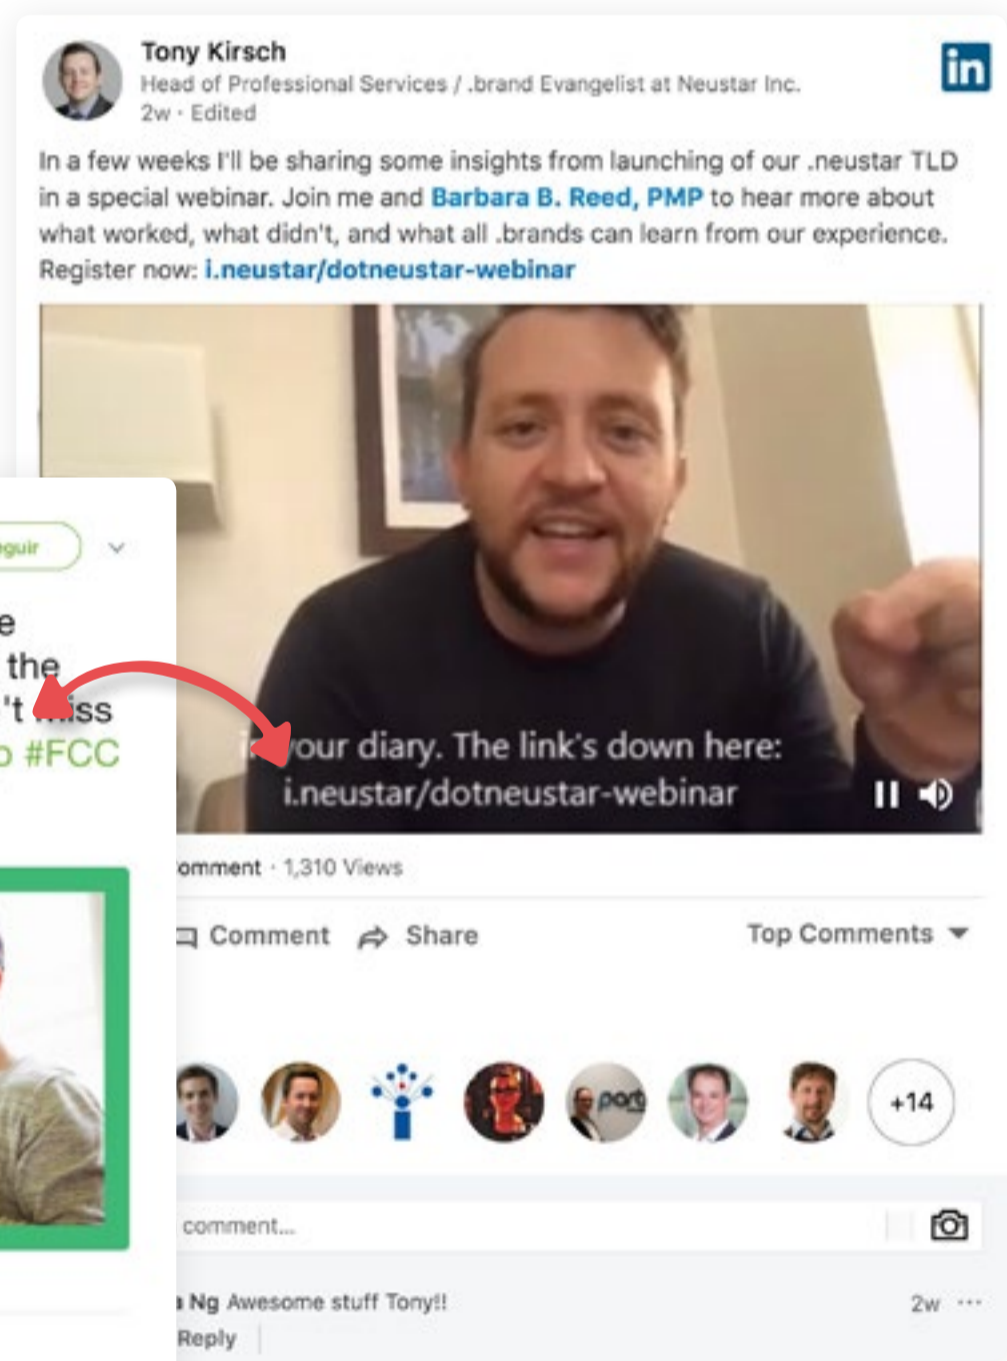 Tony Kirsch
in
Head of Professional Services / .brand Evangelist at Neustar Inc.
2w · Edited
In a few weeks I'll be sharing some insights from launching of our .neustar TLD
in a special webinar. Join me and Barbara B. Reed, PMP to hear more about
what worked, what didn't, and what all .brands can learn from our experience.
Register now: i.neustar/dotneustar-webinar
guir
e
the
't miss
#FCC
your diary. The link's down here:
i.neustar/dotneustar-webinar
omment · 1,310 Views
Comment
Share
Top Comments
port
+14
comment...
Ng Awesome stuff Tony!!
2w ...
Reply